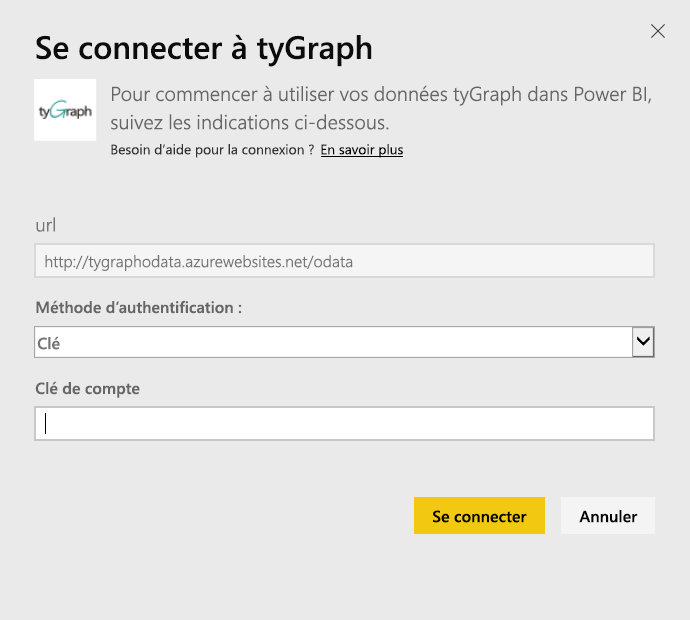 Se connecter à tyGraph
tyGraph
Pour commencer à utiliser vos données tyGraph dans Power BI,
suivez les indications ci-dessous.
Besoin d'aide pour la connexion ? En savoir plus
url
http://tygraphodata.azurewebsites.net/odata
Méthode d'authentification :
Clé
Clé de compte
Se connecter
Annuler